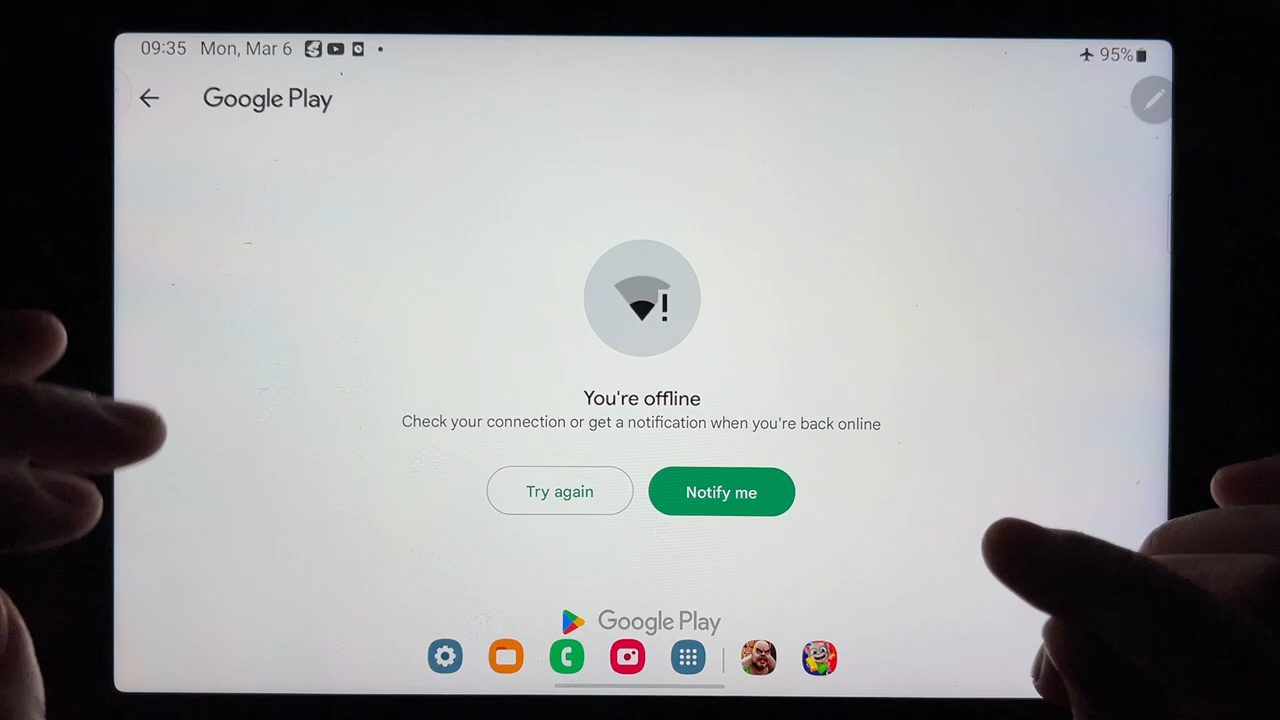 09:35 Mon, Mar 6
95%
Google Play
You're offline
Check your connection or get a notification when you're back online
Try again
Notify me
Google Play